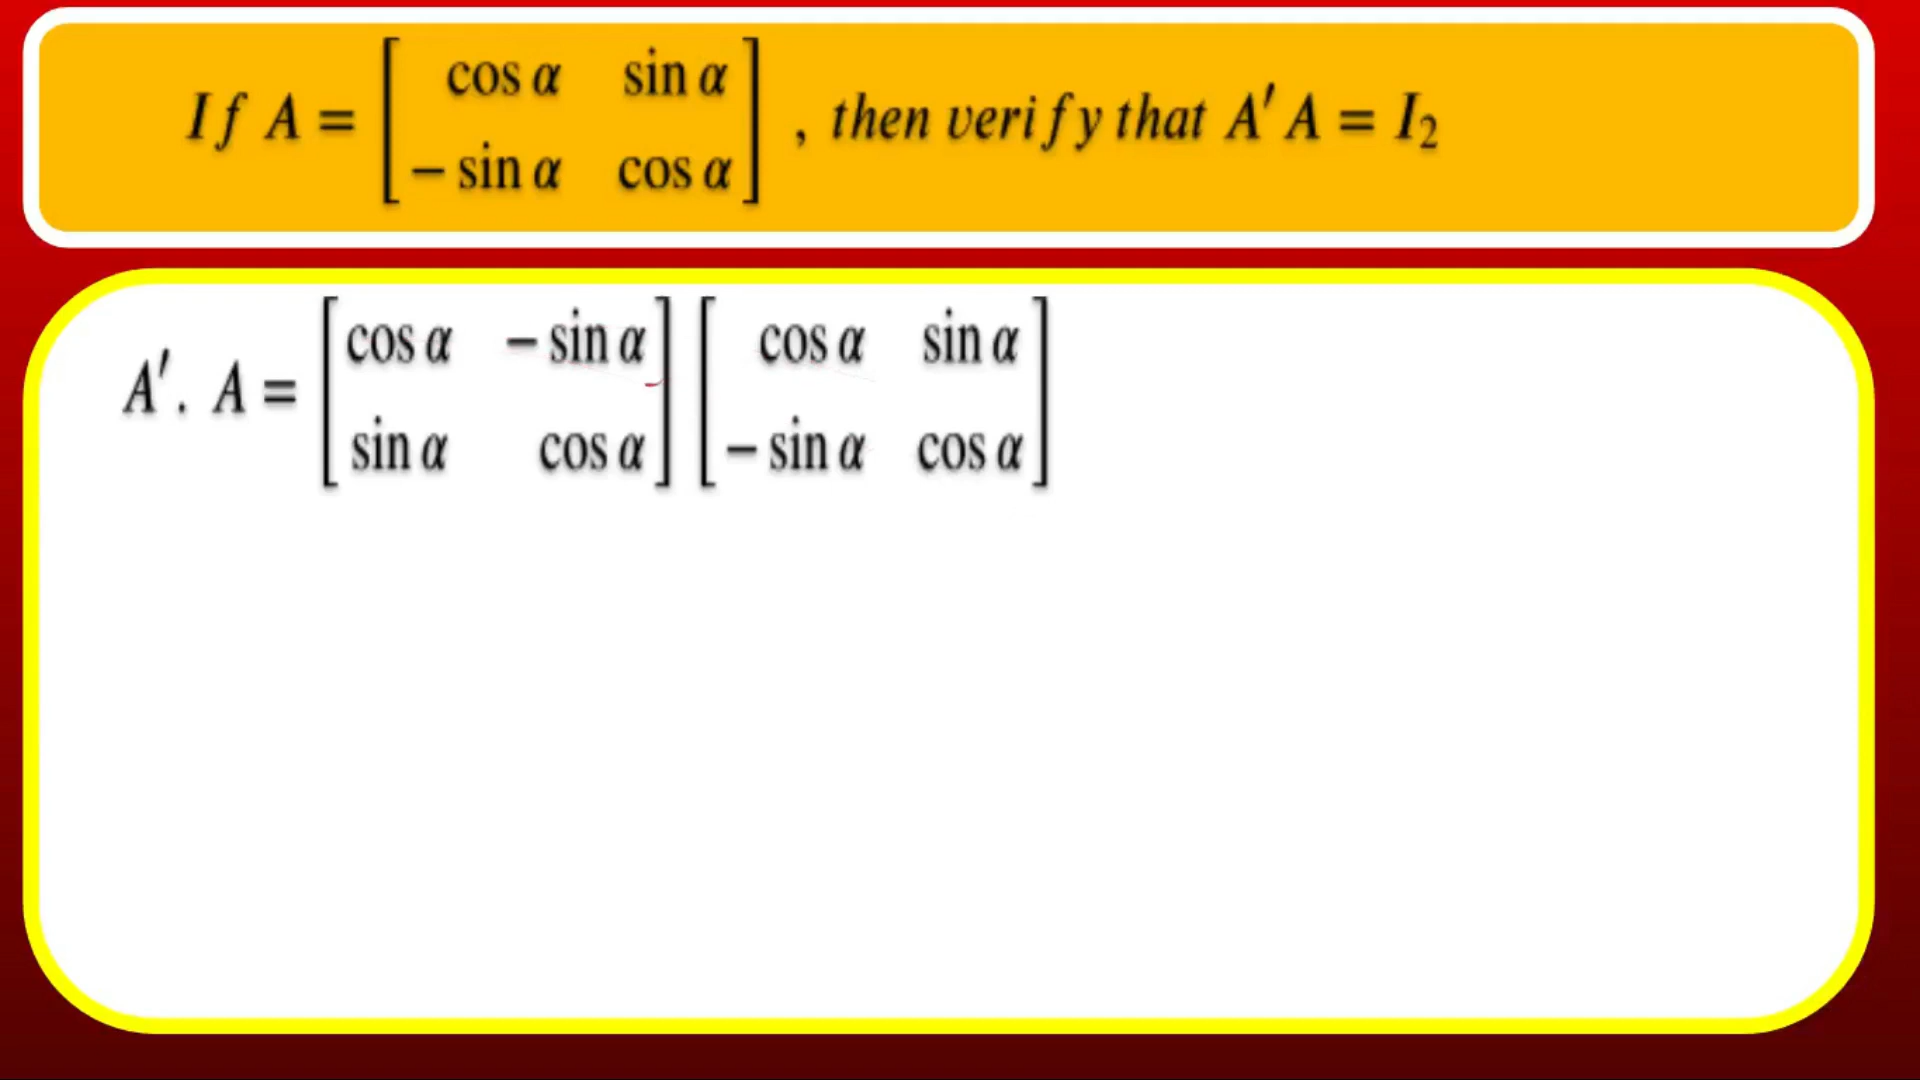 If A = [ cos α sin α
− sin α cos α ] , then verify that A′ A = I₂
A′. A = [ cos α − sin α
sin α cos α ] [ cos α sin α
− sin α cos α ]